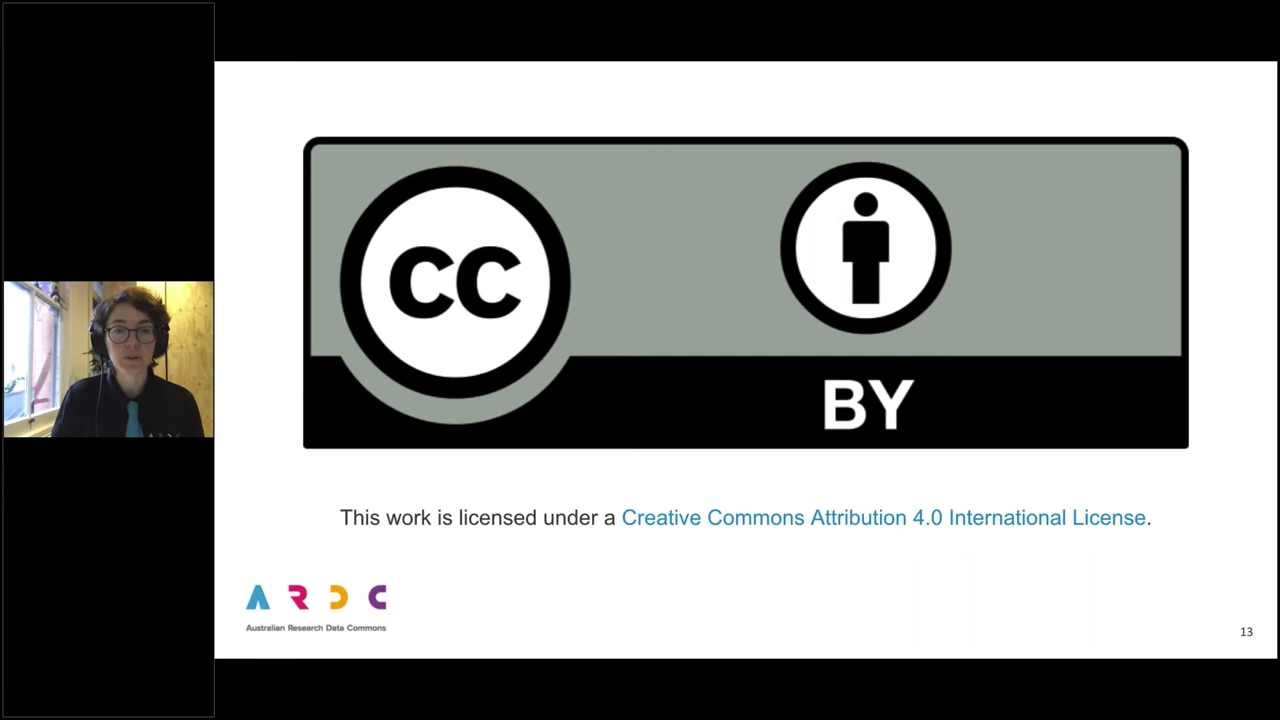 CC
BY
This work is licensed under a Creative Commons Attribution 4.0 International License.
A R D C
Australian Research Data Commons
13